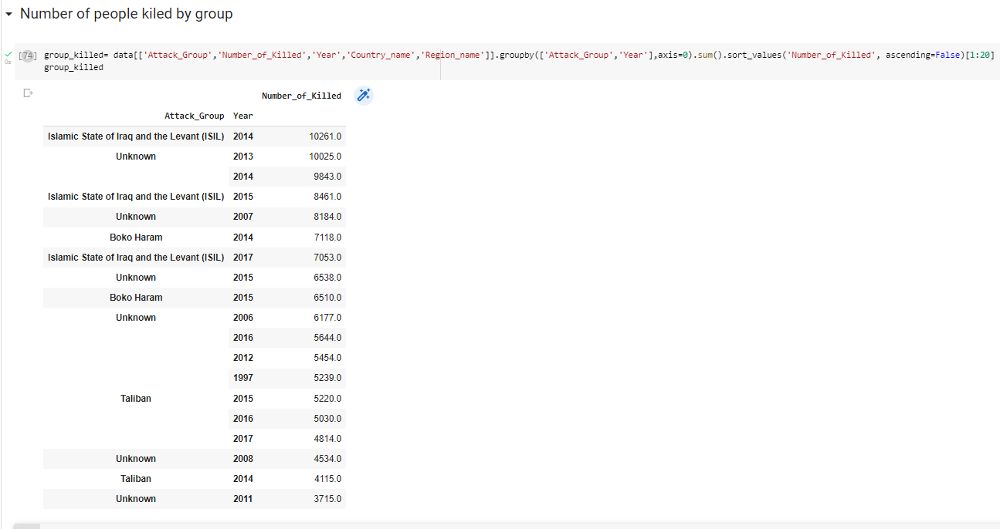 Number of people kiled by group
[74] group_killed= data[['Attack_Group','Number_of_Killed','Year','Country_name','Region_name']].groupby(['Attack_Group','Year'],axis=0).sum().sort_values('Number_of_Killed', ascending=False)[1:20]
0s
group_killed
Number_of_Killed
Attack_Group Year
Islamic State of Iraq and the Levant (ISIL) 2014 10261.0
Unknown 2013 10025.0
2014 9843.0
Islamic State of Iraq and the Levant (ISIL) 2015 8461.0
Unknown 2007 8184.0
Boko Haram 2014 7118.0
Islamic State of Iraq and the Levant (ISIL) 2017 7053.0
Unknown 2015 6538.0
Boko Haram 2015 6510.0
Unknown 2006 6177.0
2016 5644.0
2012 5454.0
1997 5239.0
Taliban 2015 5220.0
2016 5030.0
2017 4814.0
Unknown 2008 4534.0
Taliban 2014 4115.0
Unknown 2011 3715.0